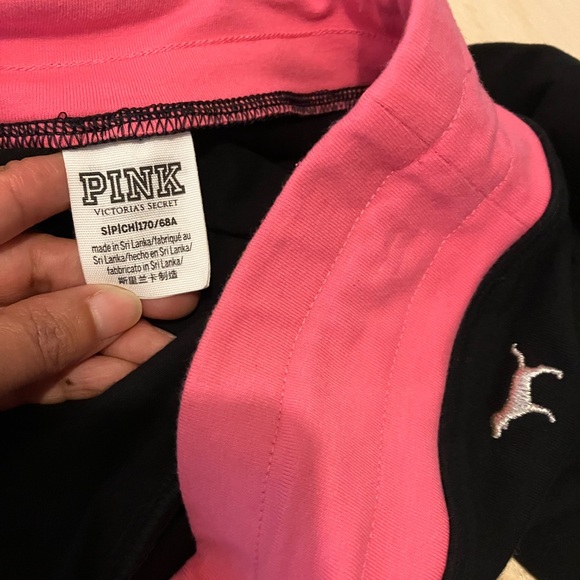 PINK
VICTORIA'S SECRET
S|P|CH|170/68A
made in Sri Lanka/fabriqué au
Sri Lanka/hecho en Sri Lanka/
fabbricato in Sri Lanka/
斯里兰卡制造